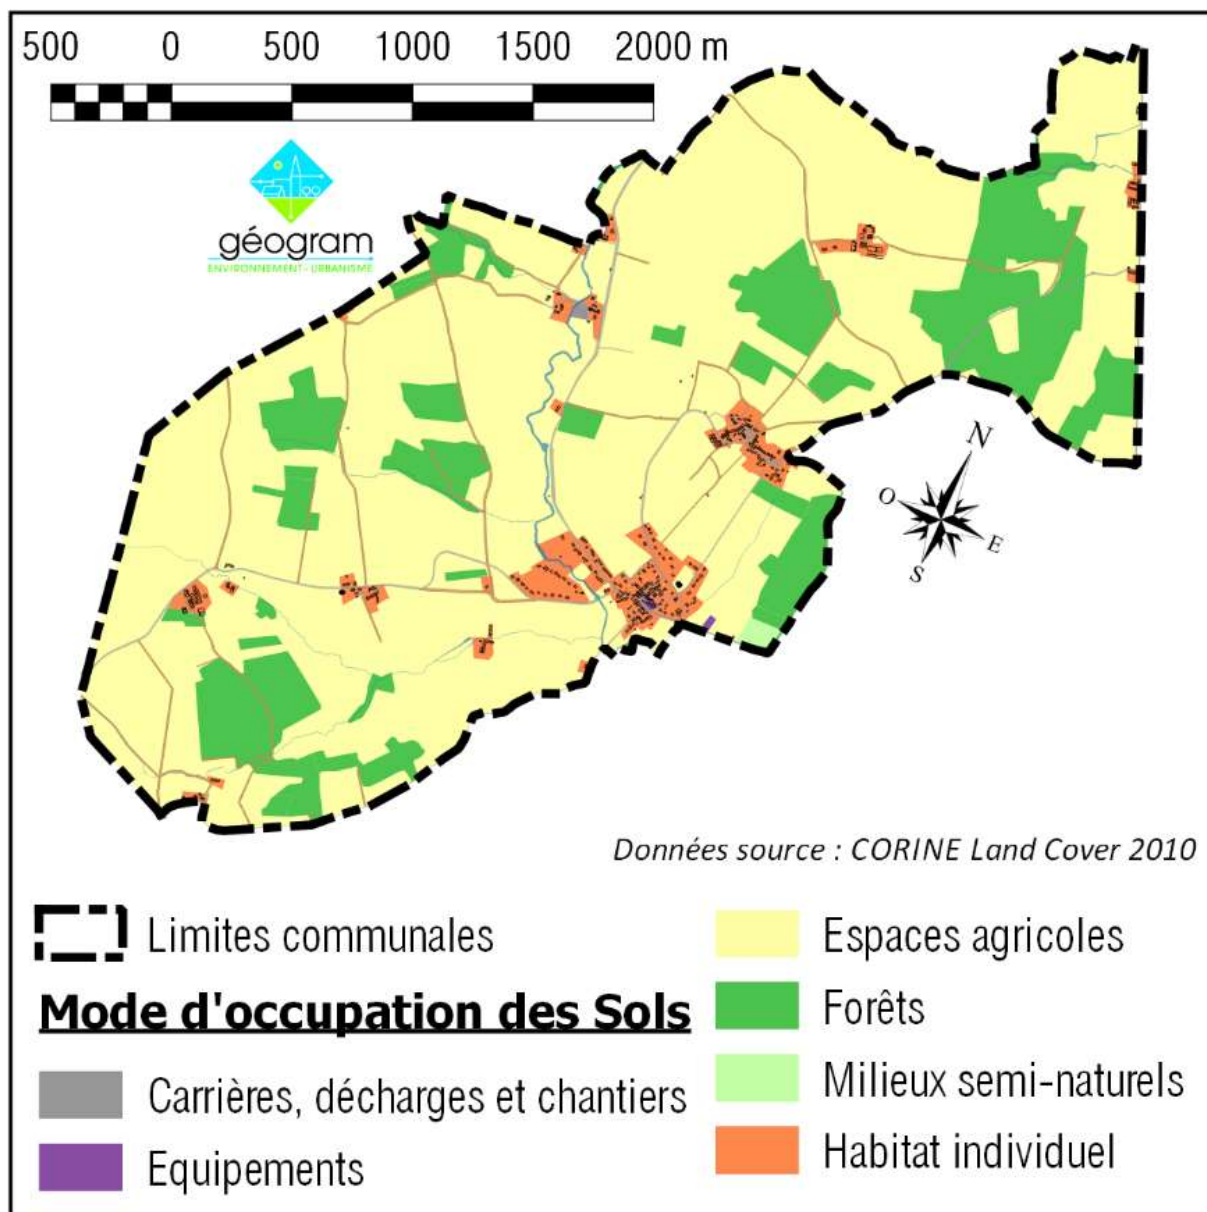 500 0 500 1000 1500 2000 m
géogram
ENVIRONNEMENT - URBANISME
N
O
E
S
Données source : CORINE Land Cover 2010
Limites communales
Mode d'occupation des Sols
Carrières, décharges et chantiers
Equipements
Espaces agricoles
Forêts
Milieux semi-naturels
Habitat individuel